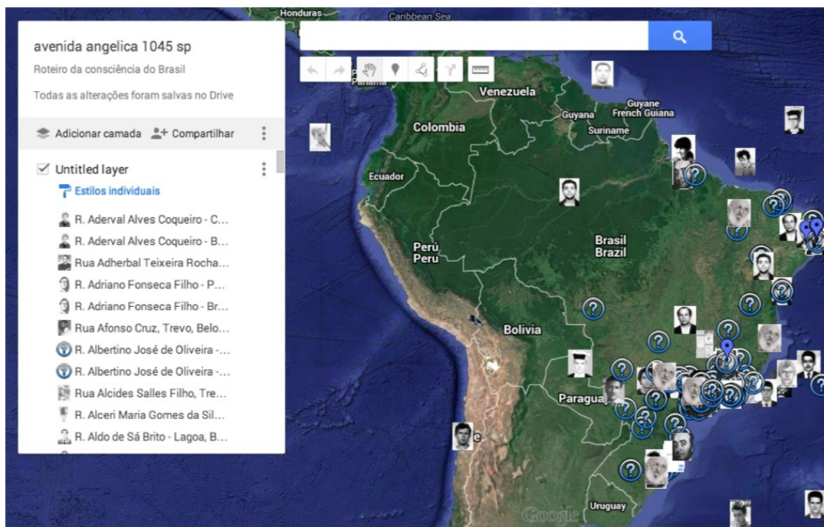 avenida angelica 1045 sp
Roteiro da consciência do Brasil
Todas as alterações foram salvas no Drive
Adicionar camada Compartilhar
Untitled layer
Estilos individuais
R. Aderval Alves Coqueiro - C...
R. Aderval Alves Coqueiro - B...
Rua Adherbal Teixeira Rocha...
R. Adriano Fonseca Filho - P...
R. Adriano Fonseca Filho - Br...
Rua Afonso Cruz, Trevo, Belo...
R. Albertino José de Oliveira -...
R. Albertino José de Oliveira -...
Rua Alcides Salles Filho, Tre...
R. Alceri Maria Gomes da Sil...
R. Aldo de Sá Brito - Lagoa, B...
Honduras
Caribbean Sea
Panamá
Venezuela
Guyana
Guyane
French Guiana
Suriname
Colombia
Ecuador
Perú
Peru
Brasil
Brazil
Bolivia
Paragua
e
Uruguay
Google